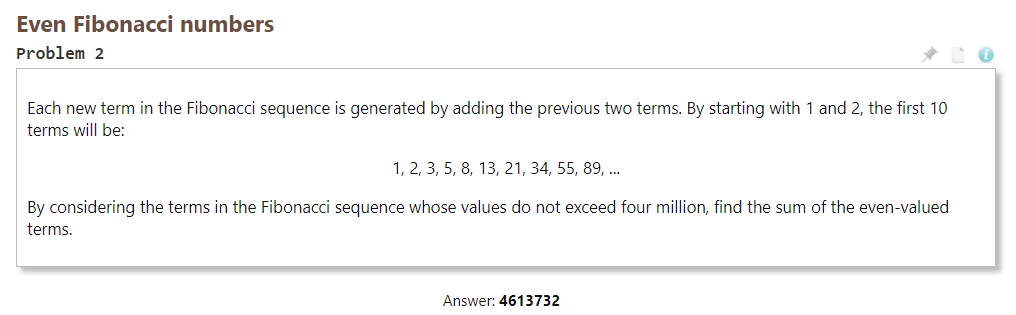 Even Fibonacci numbers
Problem 2
Each new term in the Fibonacci sequence is generated by adding the previous two terms. By starting with 1 and 2, the first 10
terms will be:
1, 2, 3, 5, 8, 13, 21, 34, 55, 89, ...
By considering the terms in the Fibonacci sequence whose values do not exceed four million, find the sum of the even-valued
terms.
Answer: 4613732